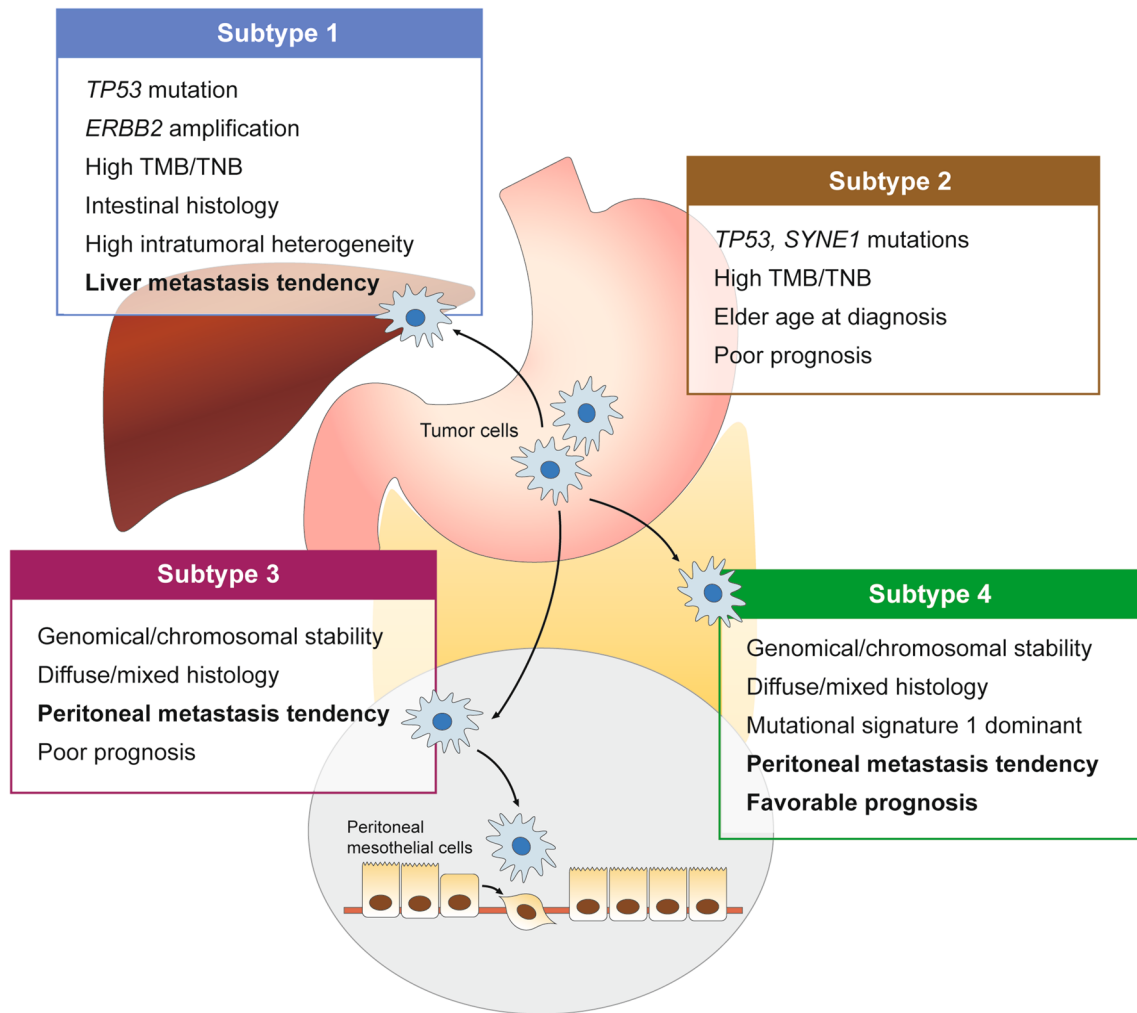 Subtype 1
TP53 mutation
ERBB2 amplification
High TMB/TNB
Intestinal histology
High intratumoral heterogeneity
Liver metastasis tendency
Subtype 2
TP53, SYNE1 mutations
High TMB/TNB
Elder age at diagnosis
Poor prognosis
Tumor cells
Subtype 3
Genomical/chromosomal stability
Diffuse/mixed histology
Peritoneal metastasis tendency
Poor prognosis
Subtype 4
Genomical/chromosomal stability
Diffuse/mixed histology
Mutational signature 1 dominant
Peritoneal metastasis tendency
Favorable prognosis
Peritoneal
mesothelial cells